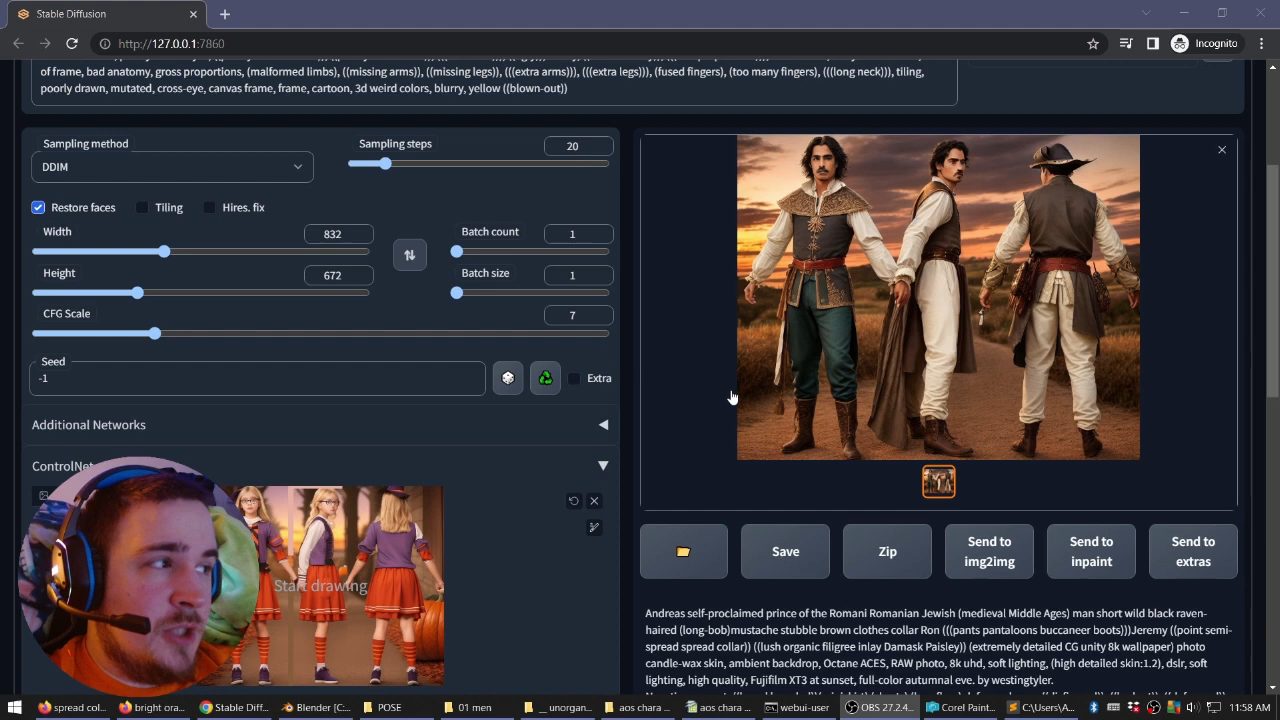 Stable Diffusion
http://127.0.0.1:7860
Incognito
of frame, bad anatomy, gross proportions, (malformed limbs), ((missing arms)), ((missing legs)), (((extra arms))), (((extra legs))), (fused fingers), (too many fingers), (((long neck))), tiling,
poorly drawn, mutated, cross-eye, canvas frame, frame, cartoon, 3d weird colors, blurry, yellow ((blown-out))
Sampling method
DDIM
Sampling steps
20
Restore faces
Tiling
Hires. fix
Width
832
Batch count
1
Height
672
Batch size
1
CFG Scale
7
Seed
-1
Extra
Additional Networks
ControlNet
Start drawing
Save
Zip
Send to
img2img
Send to
inpaint
Send to
extras
Andreas self-proclaimed prince of the Romani Romanian Jewish (medieval Middle Ages) man short wild black raven-
haired (long-bob)mustache stubble brown clothes collar Ron (((pants pantaloons buccaneer boots)))Jeremy ((point semi-
spread spread collar)) ((lush organic filigree inlay Damask Paisley)) (extremely detailed CG unity 8k wallpaper) photo
candle-wax skin, ambient backdrop, Octane ACES, RAW photo, 8k uhd, soft lighting, (high detailed skin:1.2), dslr, soft
lighting, high quality, Fujifilm XT3 at sunset, full-color autumnal eve. by westingtyler.
spread col...
bright ora...
Stable Diff...
Blender [C...
POSE
01 men
__ unorgan...
aos chara ...
aos chara ...
webui-user
OBS 27.2.4...
Corel Paint...
C:\Users\A...
11:58 AM